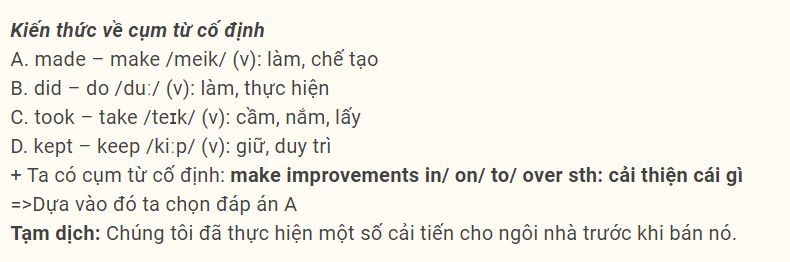 Kiến thức về cụm từ cố định
A. made – make /meik/ (v): làm, chế tạo
B. did – do /duː/ (v): làm, thực hiện
C. took – take /teɪk/ (v): cầm, nắm, lấy
D. kept – keep /kiːp/ (v): giữ, duy trì
+ Ta có cụm từ cố định: make improvements in/ on/ to/ over sth: cải thiện cái gì
=>Dựa vào đó ta chọn đáp án A
Tạm dịch: Chúng tôi đã thực hiện một số cải tiến cho ngôi nhà trước khi bán nó.